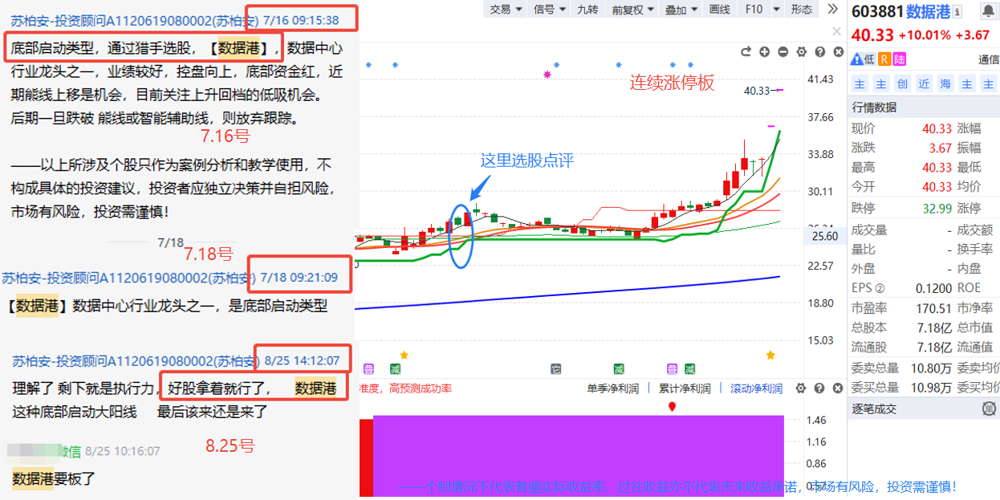 苏柏安-投资顾问A1120619080002(苏柏安) 7/16 09:15:38
底部启动类型，通过猎手选股，【数据港】，数据中心
行业龙头之一，业绩较好，控盘向上，底部资金红，近
期能线上移是机会，目前关注上升回档的低吸机会。
后期一旦跌破 能线或智能辅助线，则放弃跟踪。
7.16号
——以上所涉及个股只作为案例分析和教学使用，不
构成具体的投资建议，投资者应独立决策并自担风险，
市场有风险，投资需谨慎！
7/18
7.18号
苏柏安-投资顾问A1120619080002(苏柏安) 7/18 09:21:09
【数据港】数据中心行业龙头之一，是底部启动类型
苏柏安-投资顾问A1120619080002(苏柏安) 8/25 14:12:07
理解了 剩下就是执行力，好股拿着就行了， 数据港
这种底部启动大阳线 最后该来还是来了
8.25号
微信 8/25 10:16:07
数据港要板了
交易 信号 九转 前复权 叠加 画线 F10 形态
连续涨停板
这里选股点评
40.33
41.43
37.66
33.88
30.11
25.60
22.57
18.80
15.03
叠 减 它 减 叠 减
准度，高预测成功率
单季净利润 累计净利润 滚动净利润
1.46
1.16
0.86
603881 数据港
40.33 +10.01% +3.67
低 R 陆 通信
主 主 创 近 海 主 主
行情数据
现价 40.33 涨幅
涨跌 3.67 振幅
最高 40.33 最低
今开 40.33 均价
跌停 32.99 涨停
成交量 - 成交额
量比 - 换手率
外盘 - 内盘
EPS② 0.1200 ROE
市盈率 170.51 市净率
总股本 7.18亿 总市值
流通股 7.18亿 流通值
委卖总量 10.80万 委卖均价
委买总量 10.98万 委买均价
逐笔成交 单
——个别情况不代表普遍实际收益率，过往收益亦不代表未来收益承诺，市场有风险，投资需谨慎！